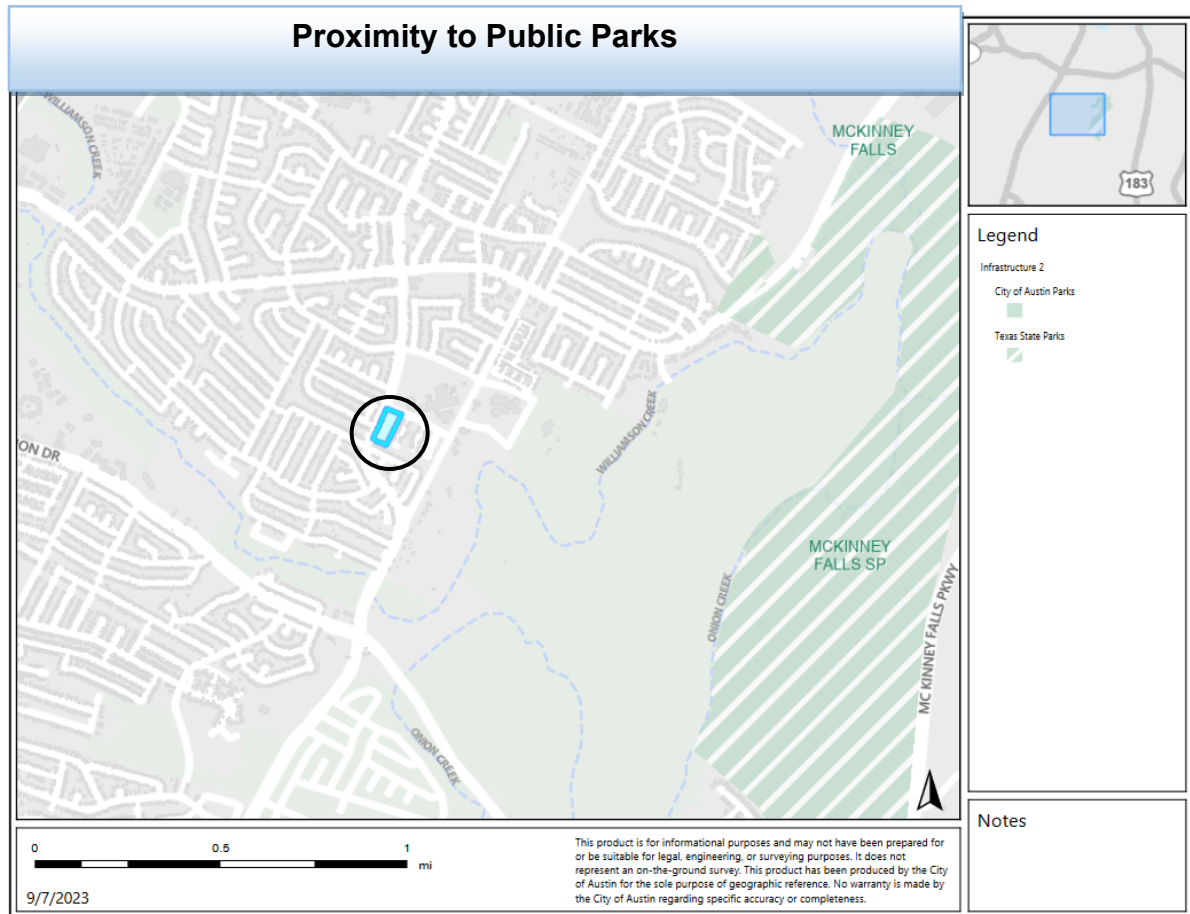 Proximity to Public Parks
WILLIAMSON CREEK
MCKINNEY
FALLS
183
Legend
Infrastructure 2
City of Austin Parks
Texas State Parks
WILLIAMSON CREEK
ON DR
MCKINNEY
FALLS SP
ONION CREEK
MC KINNEY FALLS PKWY
ONION CREEK
Notes
0 0.5 1
mi
9/7/2023
This product is for informational purposes and may not have been prepared for
or be suitable for legal, engineering, or surveying purposes. It does not
represent an on-the-ground survey. This product has been produced by the City
of Austin for the sole purpose of geographic reference. No warranty is made by
the City of Austin regarding specific accuracy or completeness.